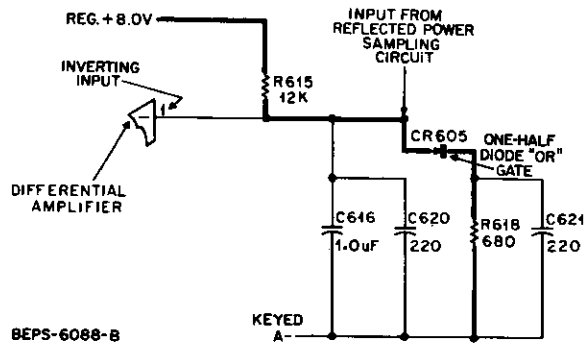 REG. +8.0V
INPUT FROM
REFLECTED POWER
SAMPLING
CIRCUIT
INVERTING
INPUT
R615
12K
1
CR605
ONE-HALF
DIODE "OR"
GATE
DIFFERENTIAL
AMPLIFIER
C616
1.0uF
C620
220
R618
680
C621
220
KEYED
A-
BEPS-6088-B